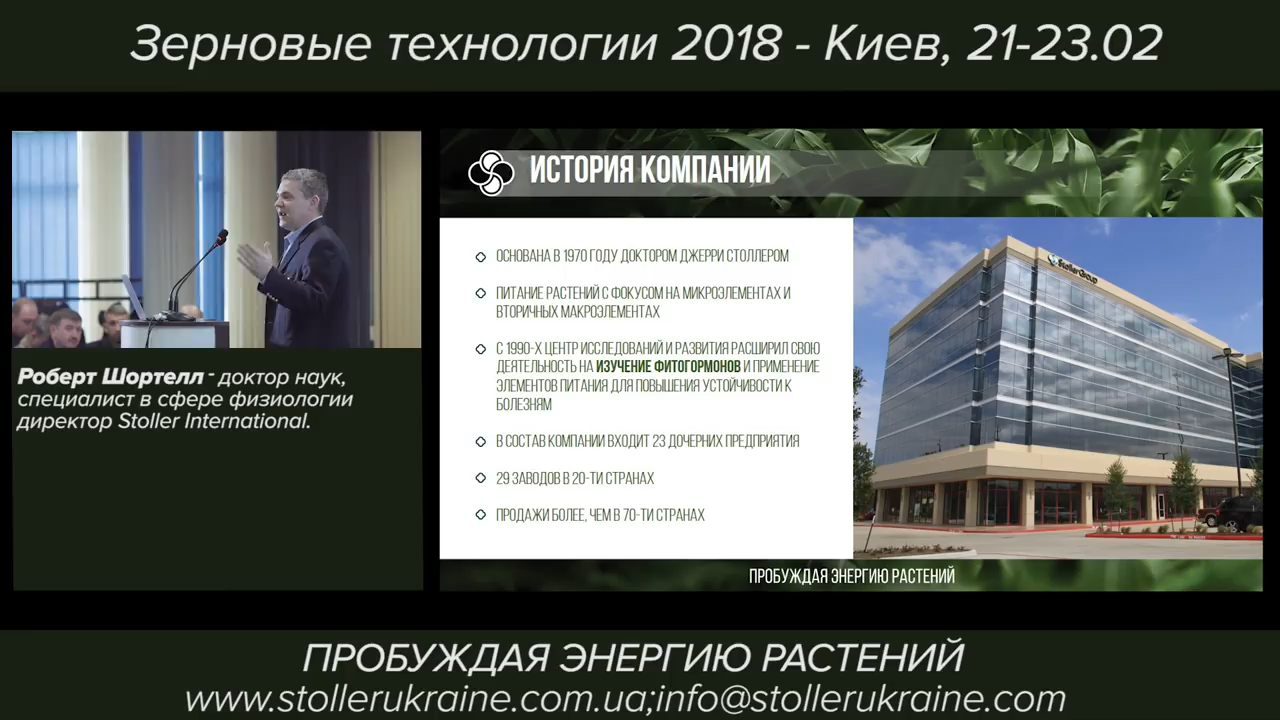 Зерновые технологии 2018 - Киев, 21-23.02
ИСТОРИЯ КОМПАНИИ
ОСНОВАНА В 1970 ГОДУ ДОКТОРОМ ДЖЕРРИ СТОЛЛЕРОМ
ПИТАНИЕ РАСТЕНИЙ С ФОКУСОМ НА МИКРОЭЛЕМЕНТАХ И
ВТОРИЧНЫХ МАКРОЭЛЕМЕНТАХ
С 1990-Х ЦЕНТР ИССЛЕДОВАНИЙ И РАЗВИТИЯ РАСШИРИЛ СВОЮ
ДЕЯТЕЛЬНОСТЬ НА ИЗУЧЕНИЕ ФИТОГОРМОНОВ И ПРИМЕНЕНИЕ
ЭЛЕМЕНТОВ ПИТАНИЯ ДЛЯ ПОВЫШЕНИЯ УСТОЙЧИВОСТИ К
БОЛЕЗНЯМ
В СОСТАВ КОМПАНИИ ВХОДИТ 23 ДОЧЕРНИХ ПРЕДПРИЯТИЯ
29 ЗАВОДОВ В 20-ТИ СТРАНАХ
ПРОДАЖИ БОЛЕЕ, ЧЕМ В 70-ТИ СТРАНАХ
Stoller Group
ПРОБУЖДАЯ ЭНЕРГИЮ РАСТЕНИЙ
Роберт Шортелл - доктор наук,
специалист в сфере физиологии
директор Stoller International.
ПРОБУЖДАЯ ЭНЕРГИЮ РАСТЕНИЙ
www.stollerukraine.com.ua;info@stollerukraine.com